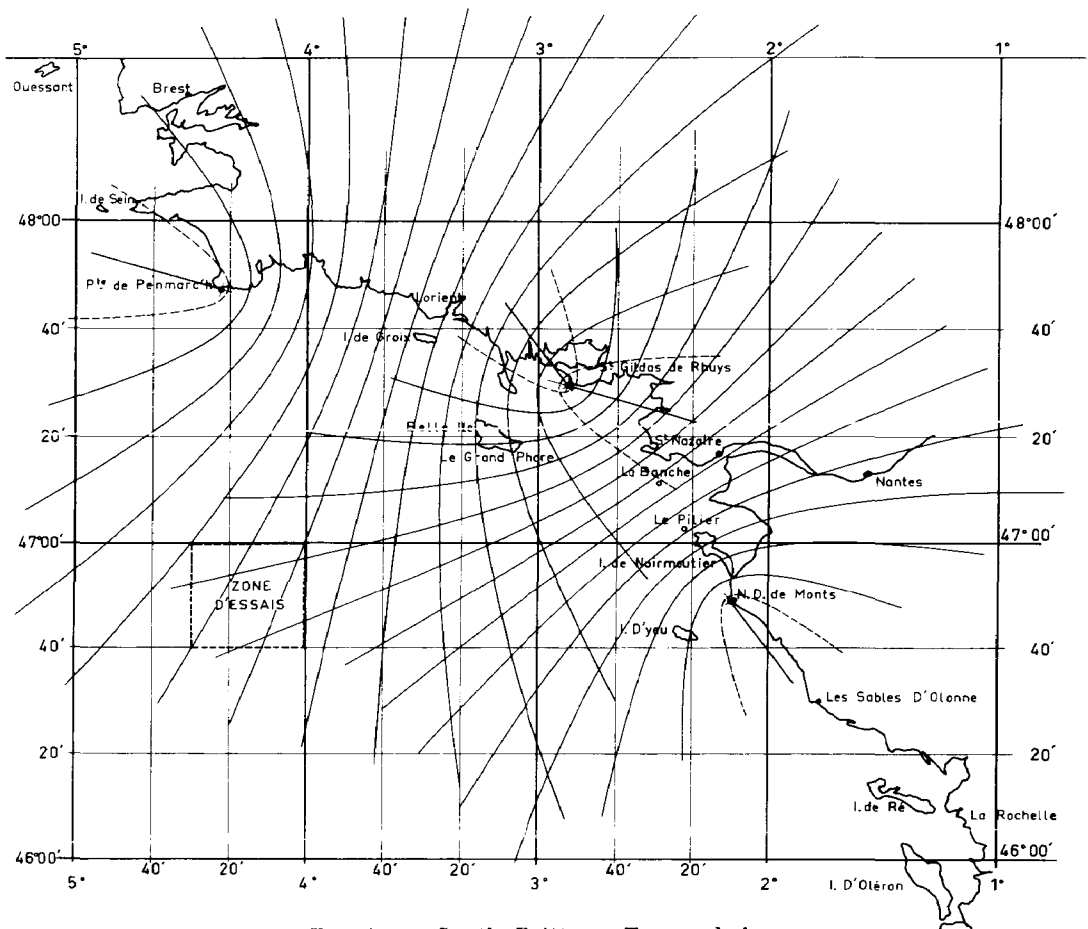 5° 4° 3° 2° 1°
Ouessant
Brest
I. de Sein
48°00' 48°00'
Pte de Penmarc'h
Lorient
40' 40'
I. de Groix
St Gildas de Rhuys
Belle Ile
20' 20'
St Nazaire
Le Grand Phare
La Banche
Nantes
Le Pilier
47°00' 47°00'
I. de Noirmoutier
ZONE
D'ESSAIS
N.D. de Monts
I. D'yeu
40' 40'
Les Sables D'Olonne
20' 20'
I. de Ré
La Rochelle
46°00' 46°00'
40' 20' 40' 20' 40' 20'
5° 4° 3° 2° 1°
I. D'Oléron